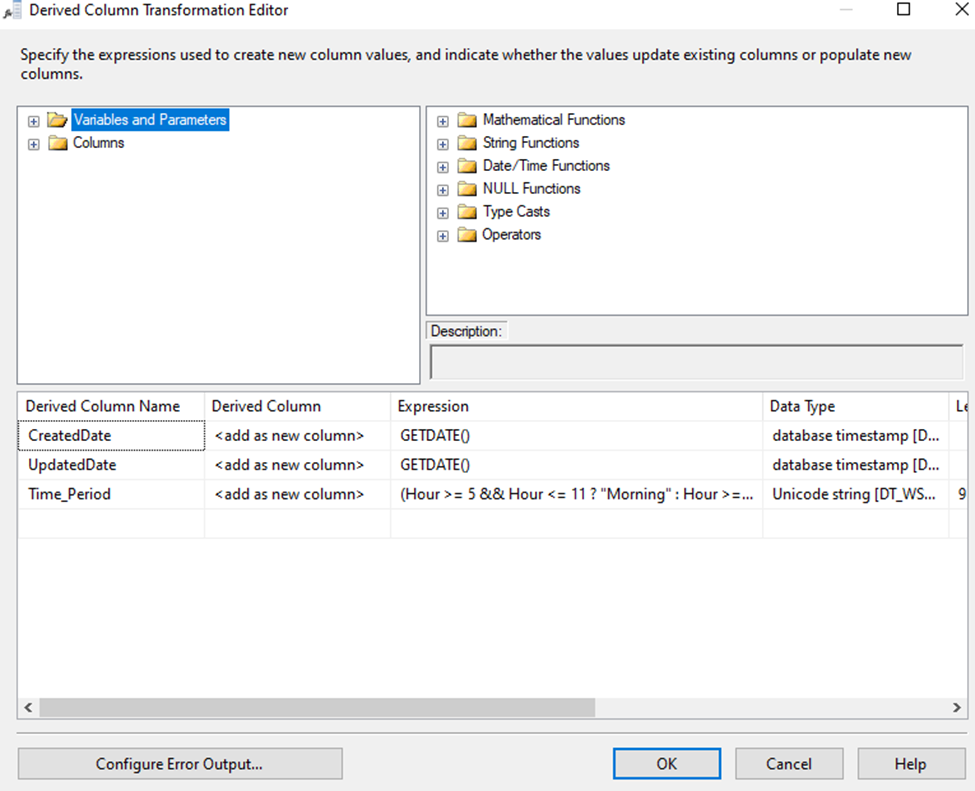 Derived Column Transformation Editor
Specify the expressions used to create new column values, and indicate whether the values update existing columns or populate new
columns.
Variables and Parameters
Columns
Mathematical Functions
String Functions
Date/Time Functions
NULL Functions
Type Casts
Operators
Description:
Derived Column Name Derived Column Expression Data Type Le
CreatedDate <add as new column> GETDATE() database timestamp [D...
UpdatedDate <add as new column> GETDATE() database timestamp [D...
Time_Period <add as new column> (Hour >= 5 && Hour <= 11 ? "Morning" : Hour >=... Unicode string [DT_WS... 9
Configure Error Output... OK Cancel Help